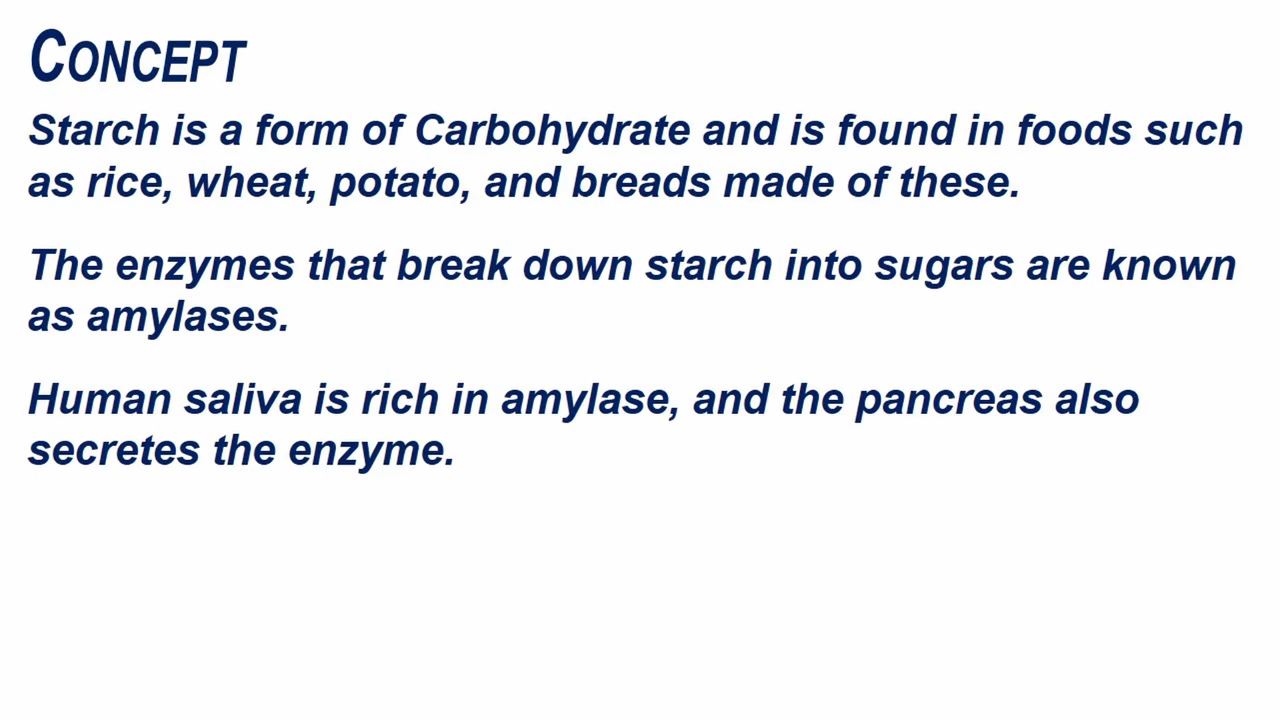 CONCEPT
Starch is a form of Carbohydrate and is found in foods such
as rice, wheat, potato, and breads made of these.
The enzymes that break down starch into sugars are known
as amylases.
Human saliva is rich in amylase, and the pancreas also
secretes the enzyme.